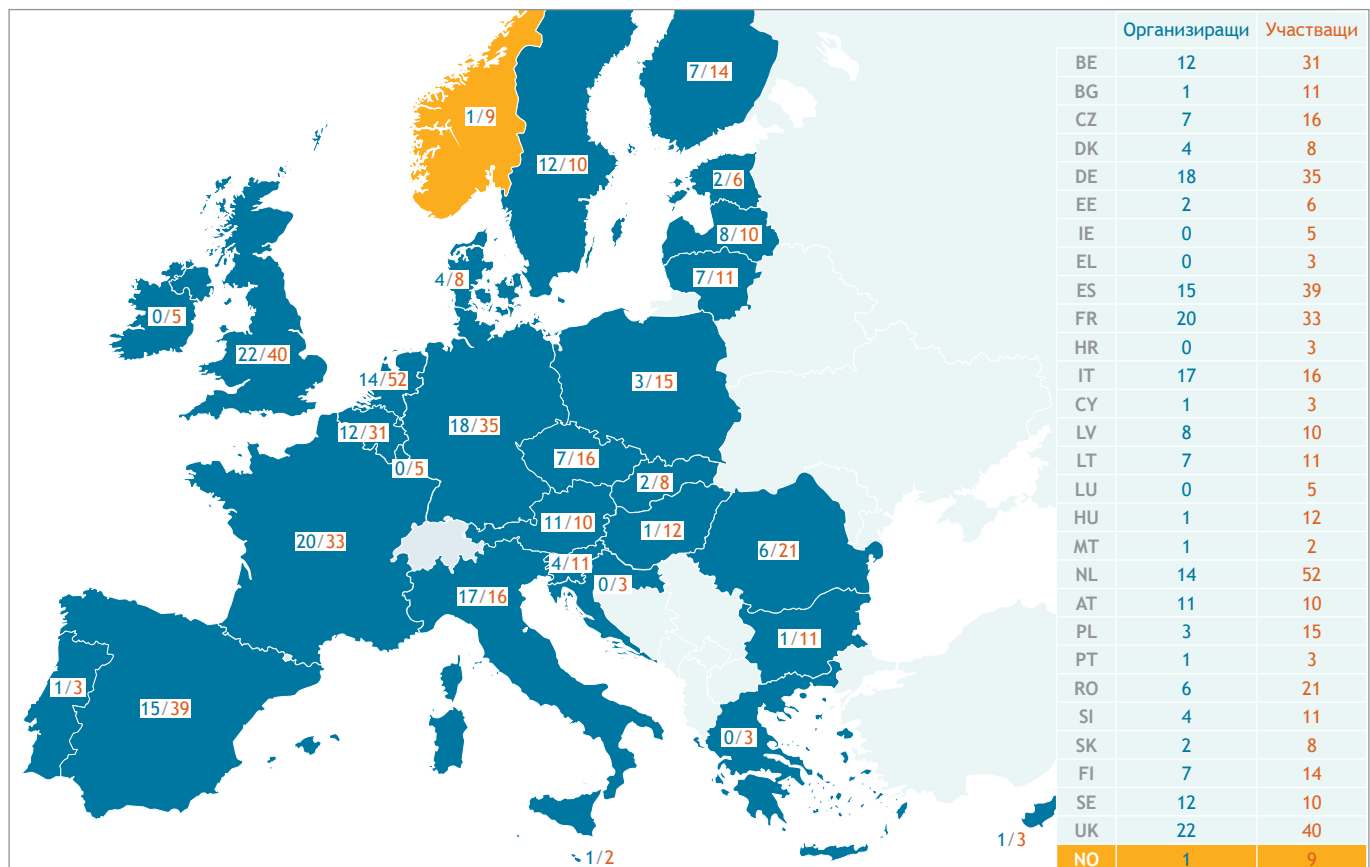 Организиращи Участващи
BE 12 31
BG 1 11
CZ 7 16
DK 4 8
DE 18 35
EE 2 6
IE 0 5
EL 0 3
ES 15 39
FR 20 33
HR 0 3
IT 17 16
CY 1 3
LV 8 10
LT 7 11
LU 0 5
HU 1 12
MT 1 2
NL 14 52
AT 11 10
PL 3 15
PT 1 3
RO 6 21
SI 4 11
SK 2 8
FI 7 14
SE 12 10
UK 22 40
NO 1 9
7/14
1/9
12/10
2/6
8/10
4/8
7/11
0/5
22/40
14/52
3/15
18/35
12/31
7/16
0/5
2/8
11/10
1/12
20/33
6/21
4/11
0/3
17/16
1/11
1/3
15/39
0/3
1/3
1/2